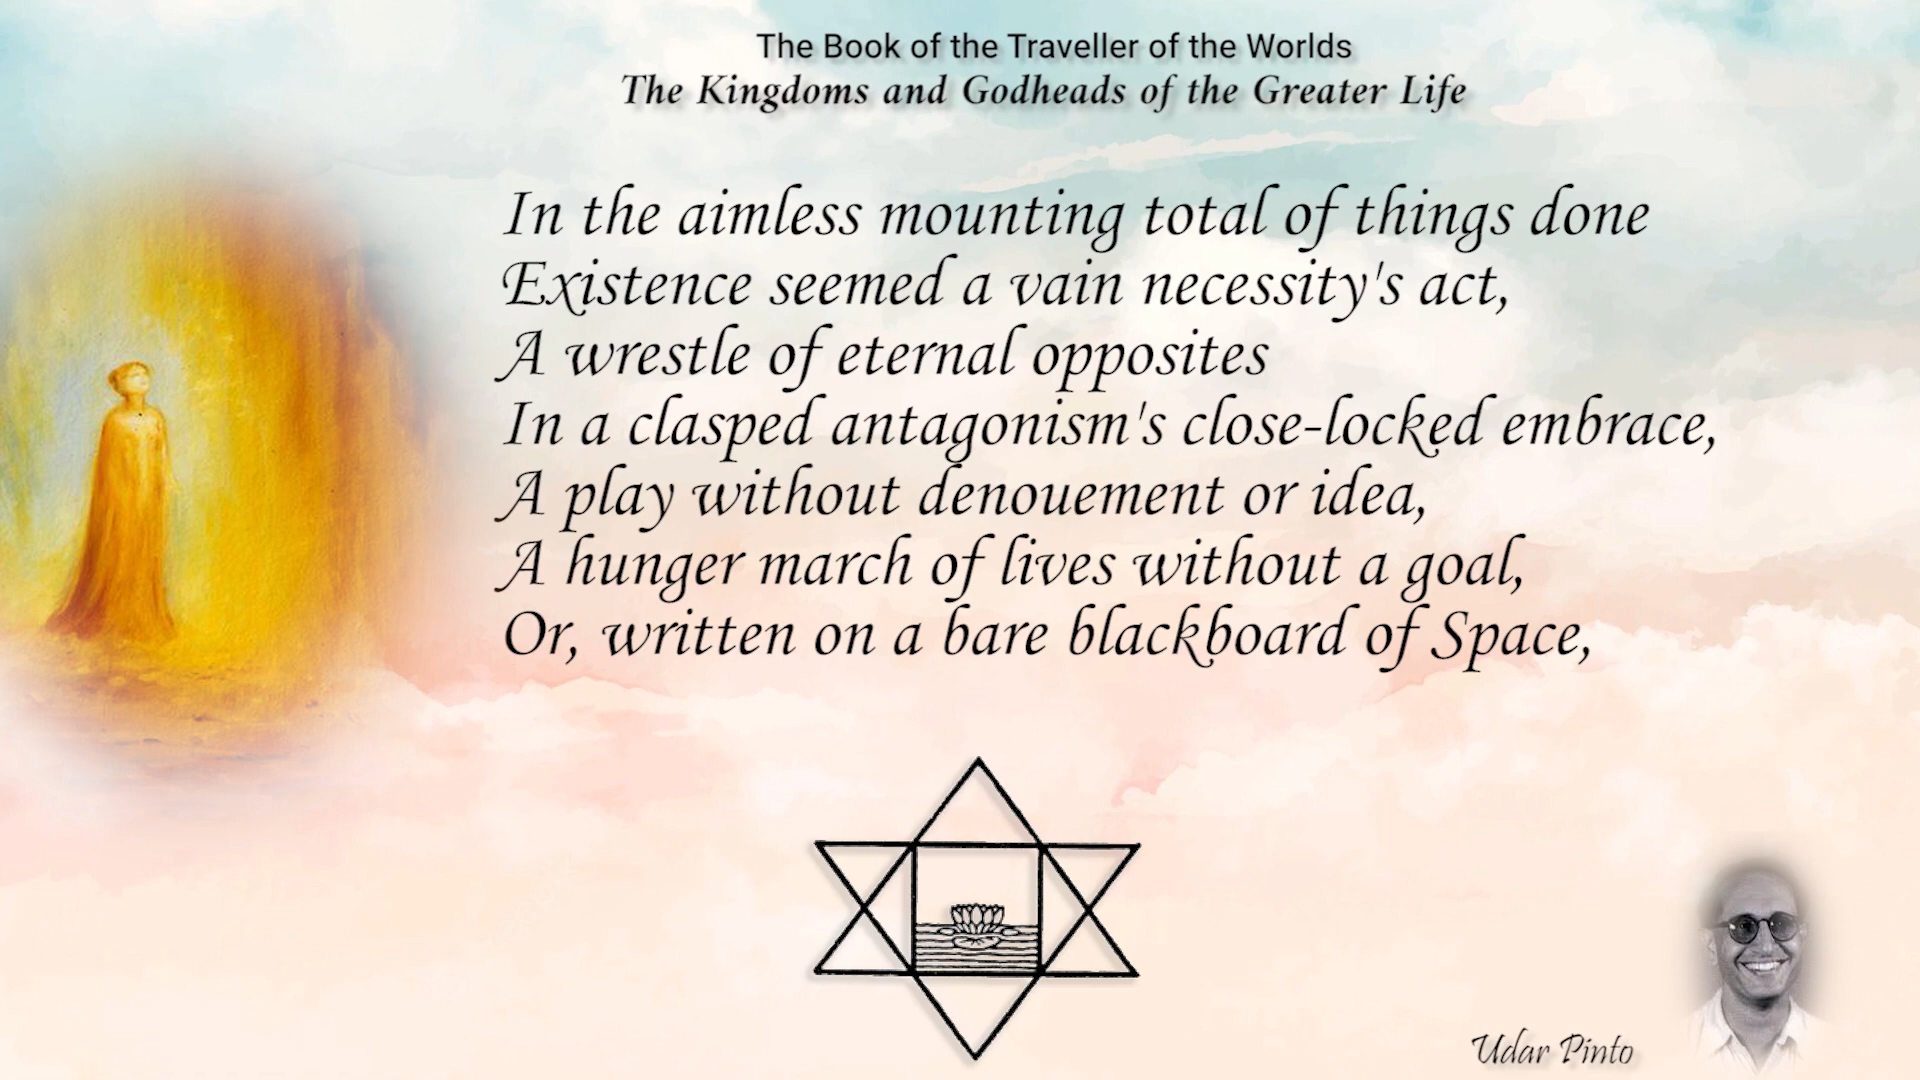 The Book of the Traveller of the Worlds
The Kingdoms and Godheads of the Greater Life
In the aimless mounting total of things done
Existence seemed a vain necessity's act,
A wrestle of eternal opposites
In a clasped antagonism's close-locked embrace,
A play without denouement or idea,
A hunger march of lives without a goal,
Or, written on a bare blackboard of Space,
Udar Pinto